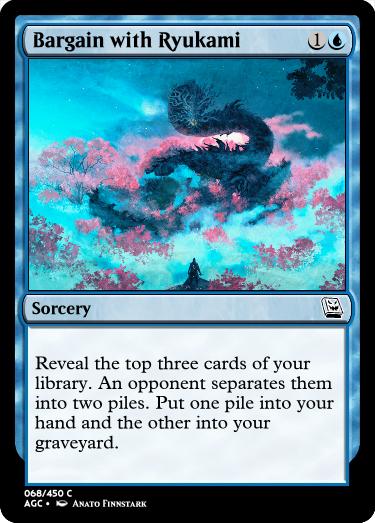 Bargain with Ryukami 1
Sorcery
Reveal the top three cards of your
library. An opponent separates them
into two piles. Put one pile into your
hand and the other into your
graveyard.
068/450 C
AGC • Anato Finnstark